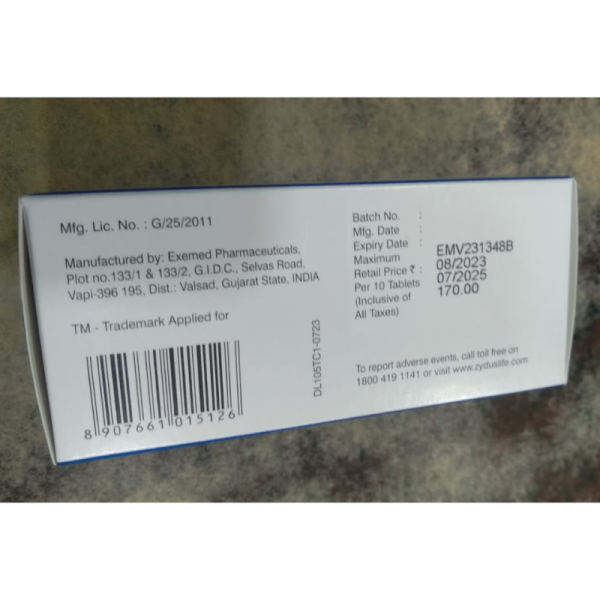 Mfg. Lic. No. : G/25/2011
Manufactured by: Exemed Pharmaceuticals,
Plot no.133/1 & 133/2, G.I.D.C., Selvas Road,
Vapi-396 195, Dist.: Valsad, Gujarat State, INDIA
TM - Trademark Applied for
8 907661 015126
DL105TC1-0723
Batch No. :
Mfg. Date :
Expiry Date :
Maximum
Retail Price ₹ :
Per 10 Tablets
(Inclusive of
All Taxes)
EMV231348B
08/2023
07/2025
170.00
To report adverse events, call toll free on
1800 419 1141 or visit www.zyduslife.com